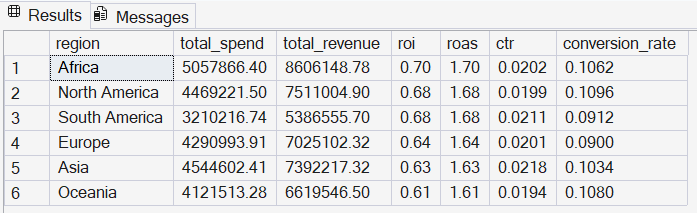 Results Messages
region total_spend total_revenue roi roas ctr conversion_rate
1 Africa 5057866.40 8606148.78 0.70 1.70 0.0202 0.1062
2 North America 4469221.50 7511004.90 0.68 1.68 0.0199 0.1096
3 South America 3210216.74 5386555.70 0.68 1.68 0.0211 0.0912
4 Europe 4290993.91 7025102.32 0.64 1.64 0.0201 0.0900
5 Asia 4544602.41 7392217.32 0.63 1.63 0.0218 0.1034
6 Oceania 4121513.28 6619546.50 0.61 1.61 0.0194 0.1080